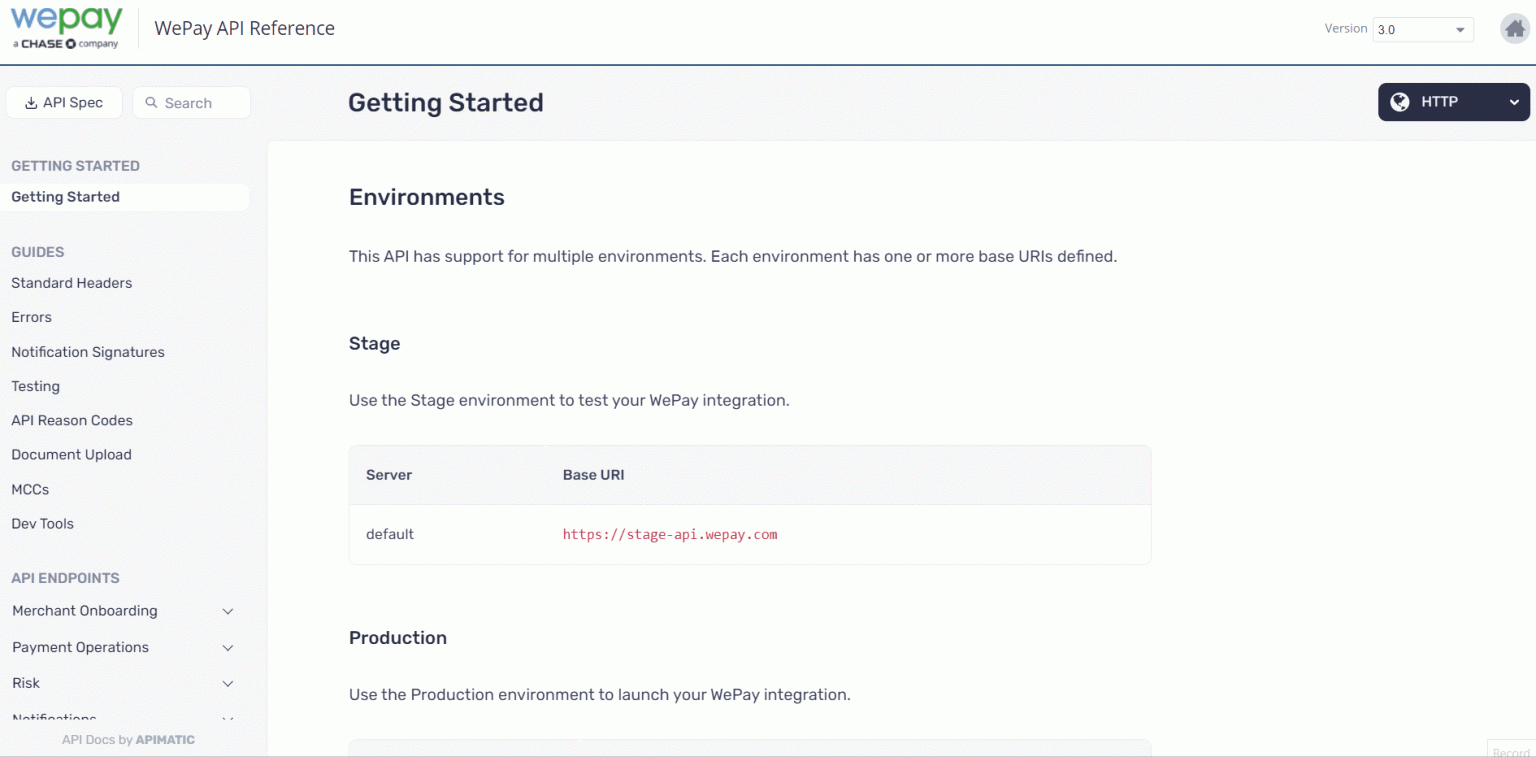 wepay
a CHASE company
WePay API Reference
Version 3.0
API Spec
Search
Getting Started
HTTP
GETTING STARTED
Getting Started
GUIDES
Standard Headers
Errors
Notification Signatures
Testing
API Reason Codes
Document Upload
MCCs
Dev Tools
API ENDPOINTS
Merchant Onboarding
Payment Operations
Risk
Notifications
API Docs by APIMATIC
Environments
This API has support for multiple environments. Each environment has one or more base URIs defined.
Stage
Use the Stage environment to test your WePay integration.
Server Base URI
default https://stage-api.wepay.com
Production
Use the Production environment to launch your WePay integration.
Record